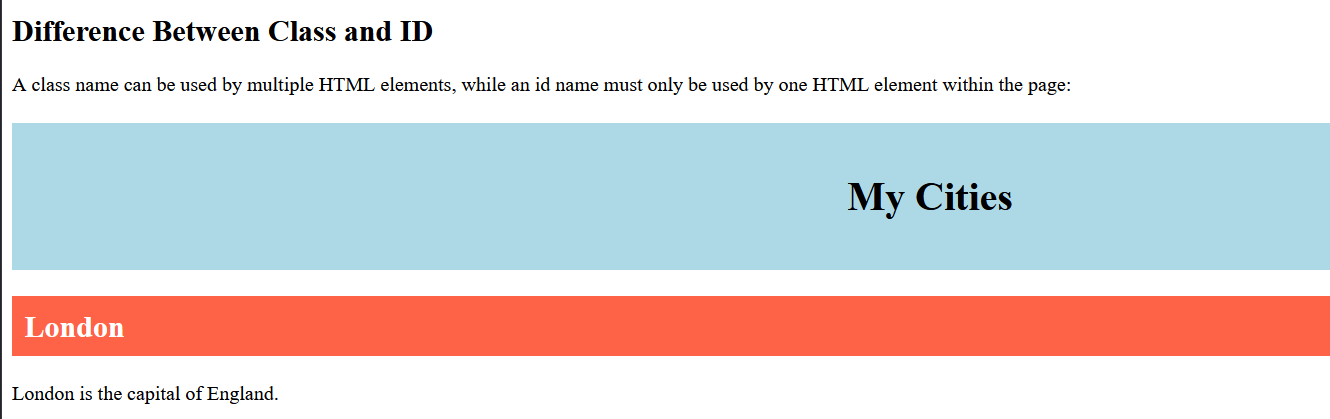 Difference Between Class and ID
A class name can be used by multiple HTML elements, while an id name must only be used by one HTML element within the page:
My Cities
London
London is the capital of England.